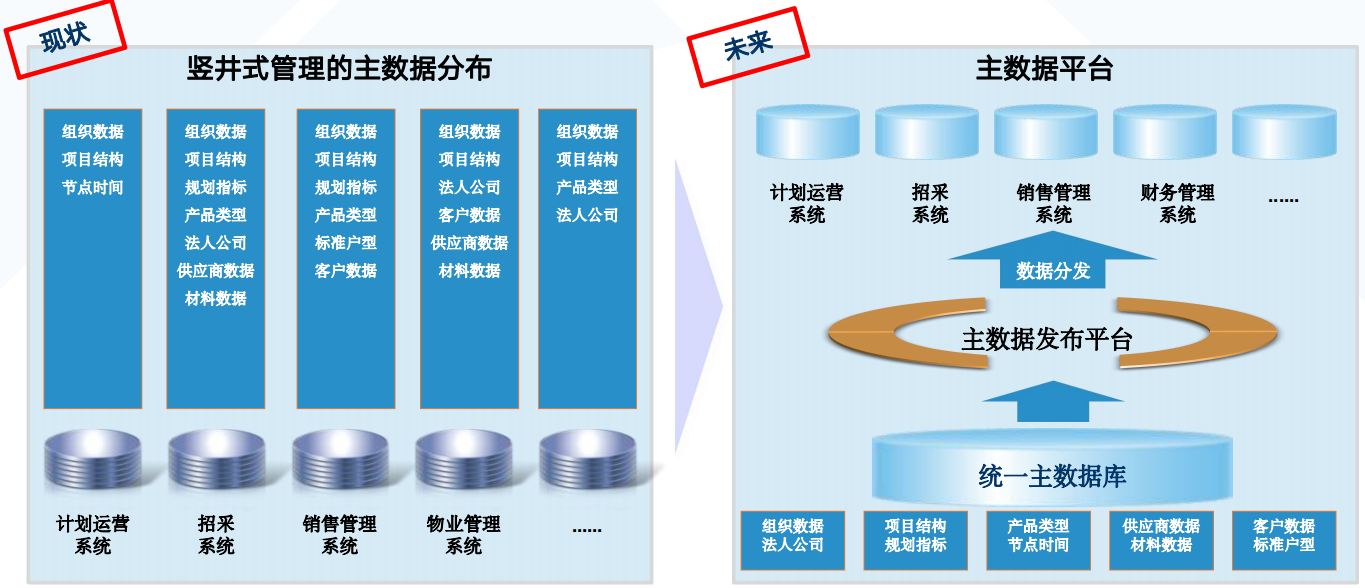 现状
竖井式管理的主数据分布
组织数据
项目结构
节点时间
组织数据
项目结构
规划指标
产品类型
法人公司
供应商数据
材料数据
组织数据
项目结构
规划指标
产品类型
标准户型
客户数据
组织数据
项目结构
法人公司
客户数据
供应商数据
材料数据
组织数据
项目结构
产品类型
法人公司
计划运营
系统
招采
系统
销售管理
系统
物业管理
系统
......
未来
主数据平台
计划运营
系统
招采
系统
销售管理
系统
财务管理
系统
......
数据分发
主数据发布平台
统一主数据库
组织数据
法人公司
项目结构
规划指标
产品类型
节点时间
供应商数据
材料数据
客户数据
标准户型